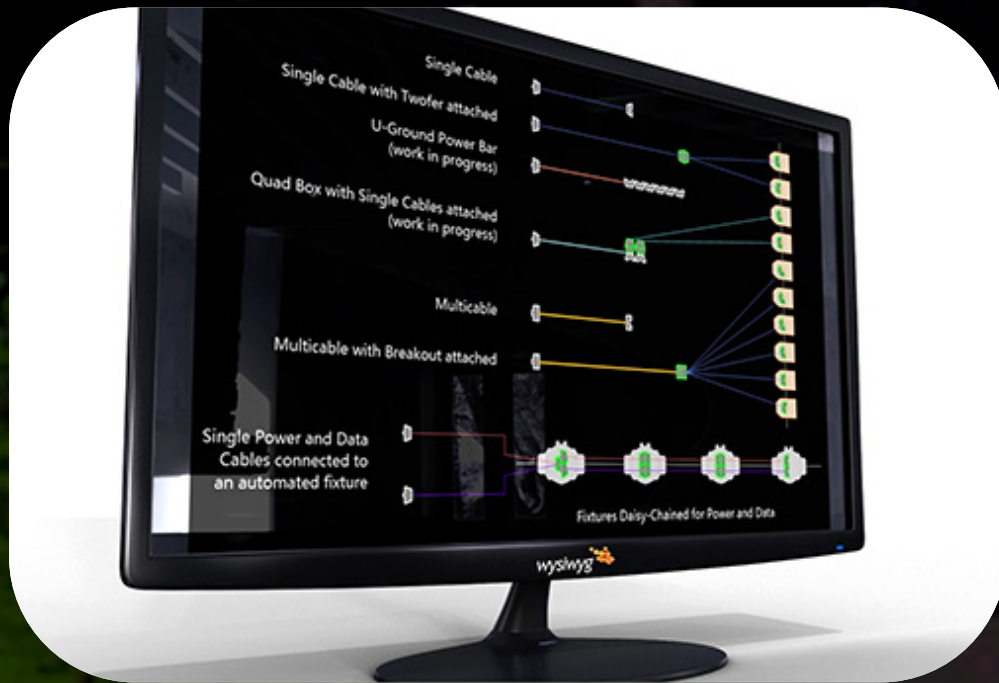 Single Cable
Single Cable with Twofer attached
U-Ground Power Bar
(work in progress)
Quad Box with Single Cables attached
(work in progress)
Multicable
Multicable with Breakout attached
Single Power and Data
Cables connected to
an automated fixture
Fixtures Daisy-Chained for Power and Data
wysiwyg